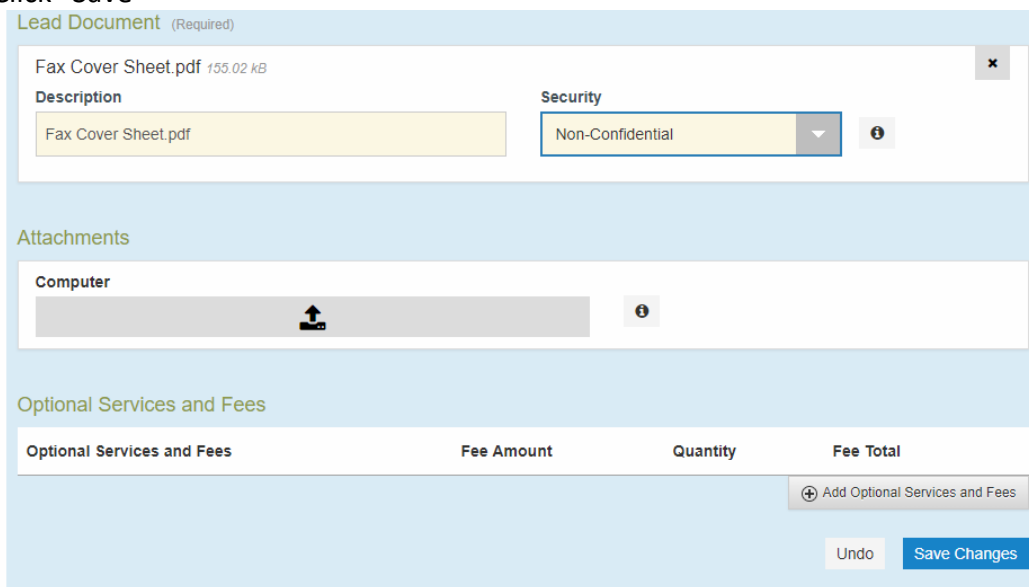 Click "Save"
Lead Document (Required)
Fax Cover Sheet.pdf 155.02 kB
Description Security
Fax Cover Sheet.pdf Non-Confidential
Attachments
Computer
Optional Services and Fees
Optional Services and Fees Fee Amount Quantity Fee Total
Add Optional Services and Fees
Undo Save Changes